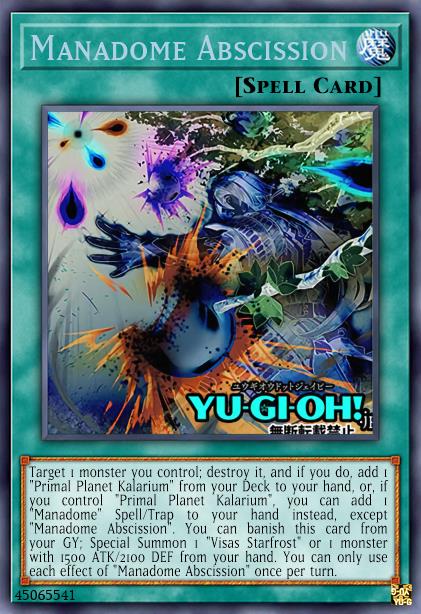 Manadome Abscission
魔
[Spell Card]
ユウギオウドットジェイピー
YU-GI-OH!
無断転載禁止
Target 1 monster you control; destroy it, and if you do, add 1
"Primal Planet Kalarium" from your Deck to your hand, or, if
you control "Primal Planet Kalarium", you can add 1
"Manadome" Spell/Trap to your hand instead, except
"Manadome Abscission". You can banish this card from
your GY; Special Summon 1 "Visas Starfrost" or 1 monster
with 1500 ATK/2100 DEF from your hand. You can only use
each effect of "Manadome Abscission" once per turn.
45065541